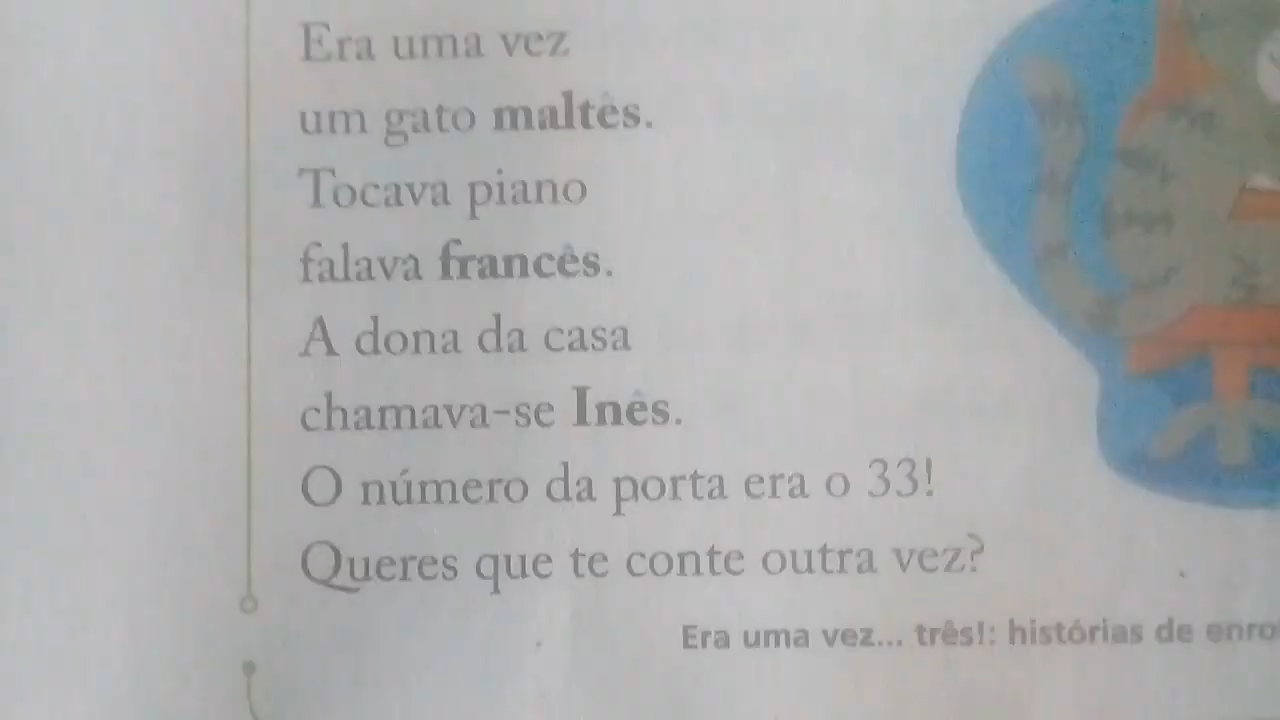 Era uma vez
um gato maltês.
Tocava piano
falava francês.
A dona da casa
chamava-se Inês.
O número da porta era o 33!
Queres que te conte outra vez?
Era uma vez... três!: histórias de